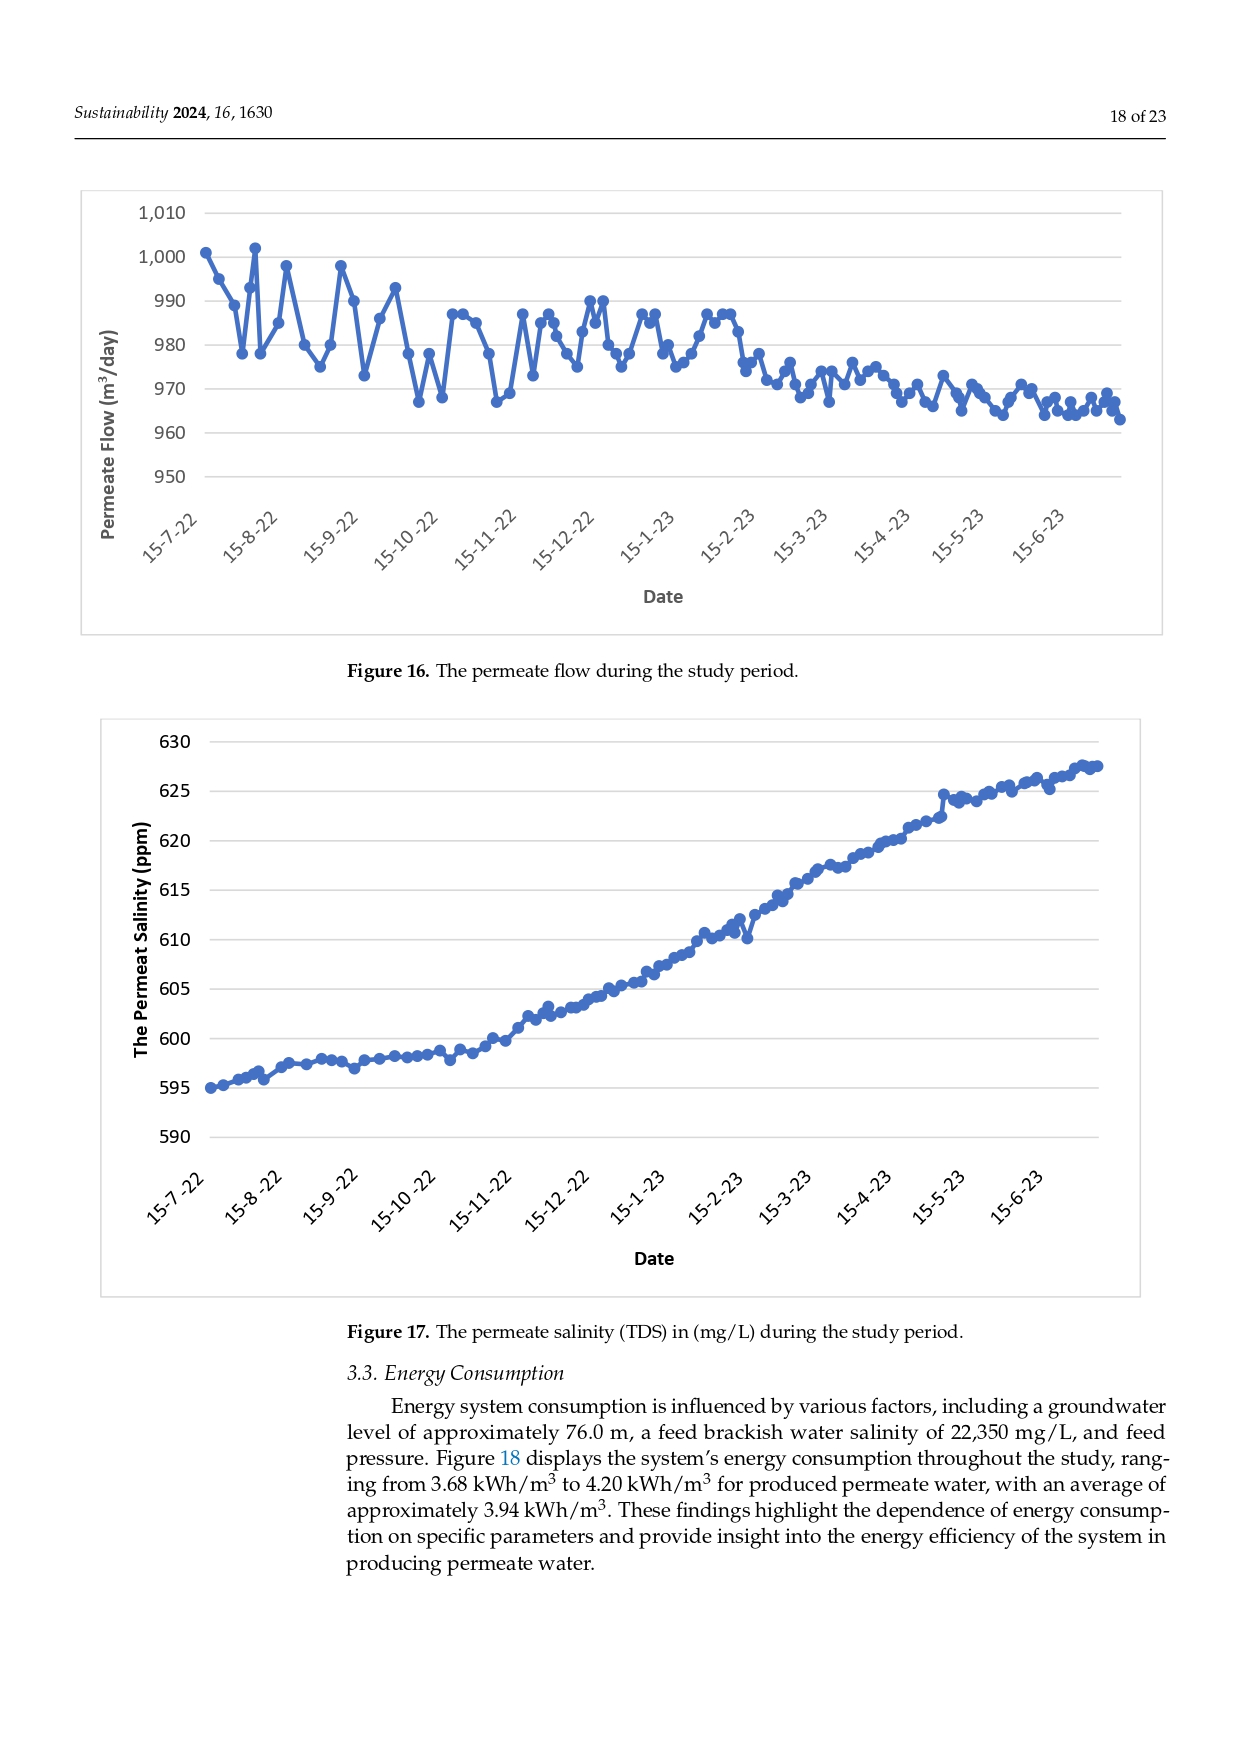 Sustainability 2024, 16, 1630
18 of 23
1,010
1,000
990
980
970
960
950
Permeate Flow (m³/day)
15-7-22
15-8-22
15-9-22
15-10-22
15-11-22
15-12-22
15-1-23
15-2-23
15-3-23
15-4-23
15-5-23
15-6-23
Date
Figure 16. The permeate flow during the study period.
630
625
620
615
610
605
600
595
590
The Permeat Salinity (ppm)
15-7-22
15-8-22
15-9-22
15-10-22
15-11-22
15-12-22
15-1-23
15-2-23
15-3-23
15-4-23
15-5-23
15-6-23
Date
Figure 17. The permeate salinity (TDS) in (mg/L) during the study period.
3.3. Energy Consumption
Energy system consumption is influenced by various factors, including a groundwater
level of approximately 76.0 m, a feed brackish water salinity of 22,350 mg/L, and feed
pressure. Figure 18 displays the system's energy consumption throughout the study, rang-
ing from 3.68 kWh/m³ to 4.20 kWh/m³ for produced permeate water, with an average of
approximately 3.94 kWh/m³. These findings highlight the dependence of energy consump-
tion on specific parameters and provide insight into the energy efficiency of the system in
producing permeate water.